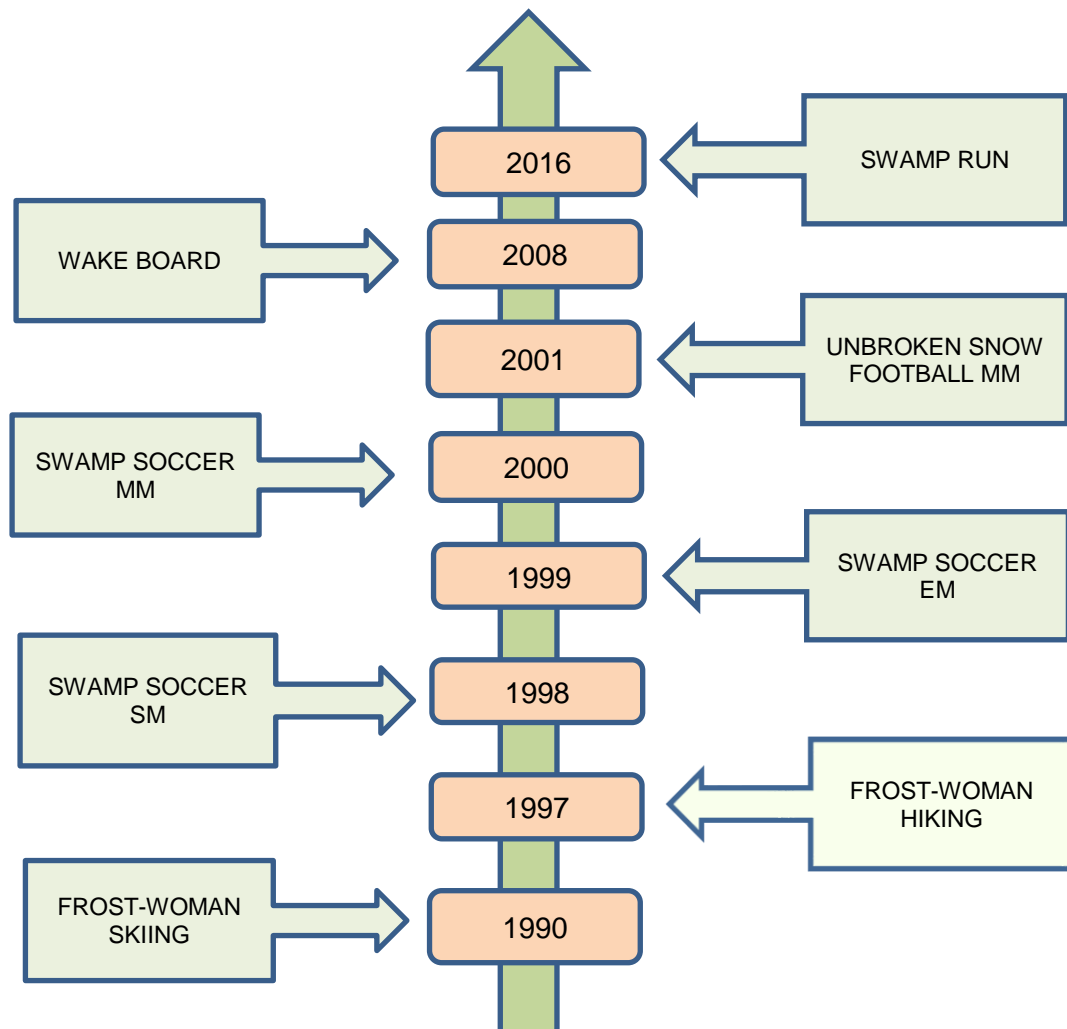 2016
SWAMP RUN
WAKE BOARD
2008
2001
UNBROKEN SNOW
FOOTBALL MM
SWAMP SOCCER
MM
2000
1999
SWAMP SOCCER
EM
SWAMP SOCCER
SM
1998
1997
FROST-WOMAN
HIKING
FROST-WOMAN
SKIING
1990